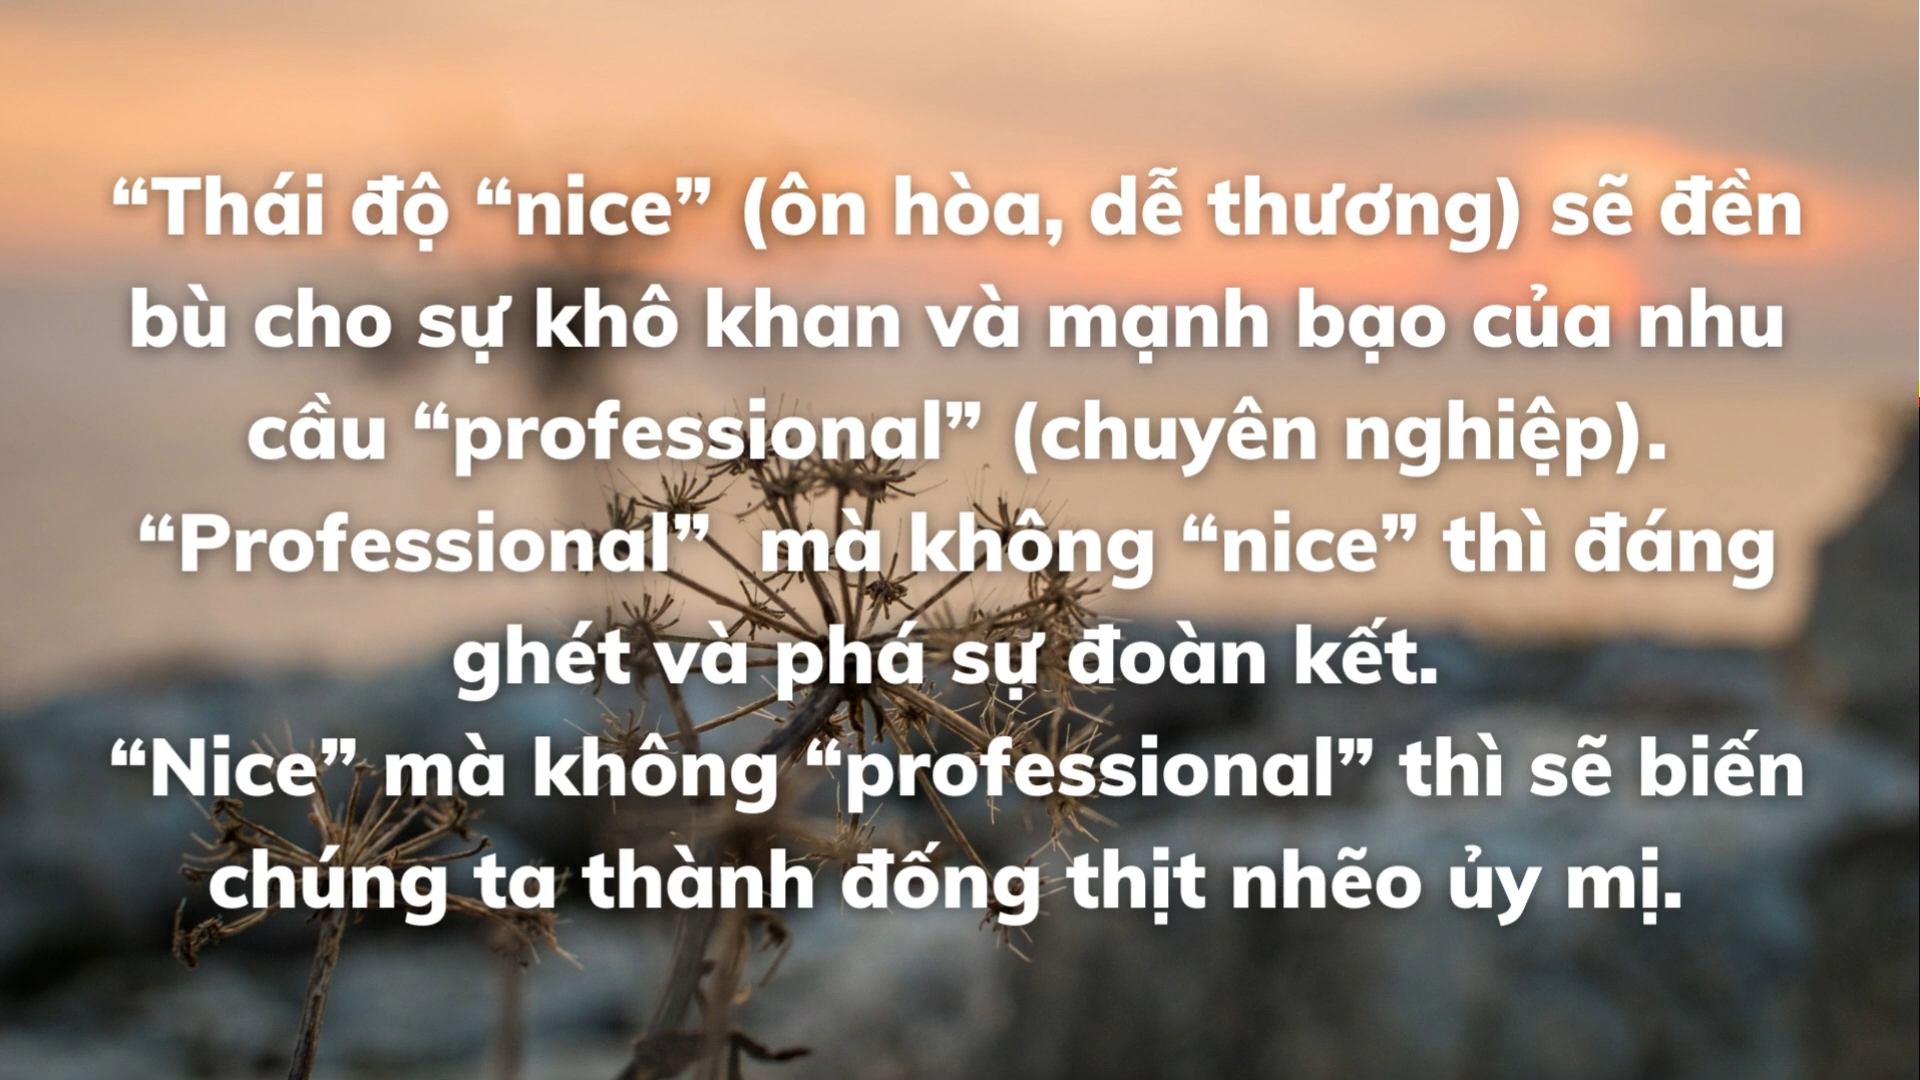 “Thái độ “nice” (ôn hòa, dễ thương) sẽ đền
bù cho sự khô khan và mạnh bạo của nhu
cầu “professional” (chuyên nghiệp).
“Professional”  mà không “nice” thì đáng
ghét và phá sự đoàn kết.
“Nice” mà không “professional” thì sẽ biến
chúng ta thành đống thịt nhẽo ủy mị.